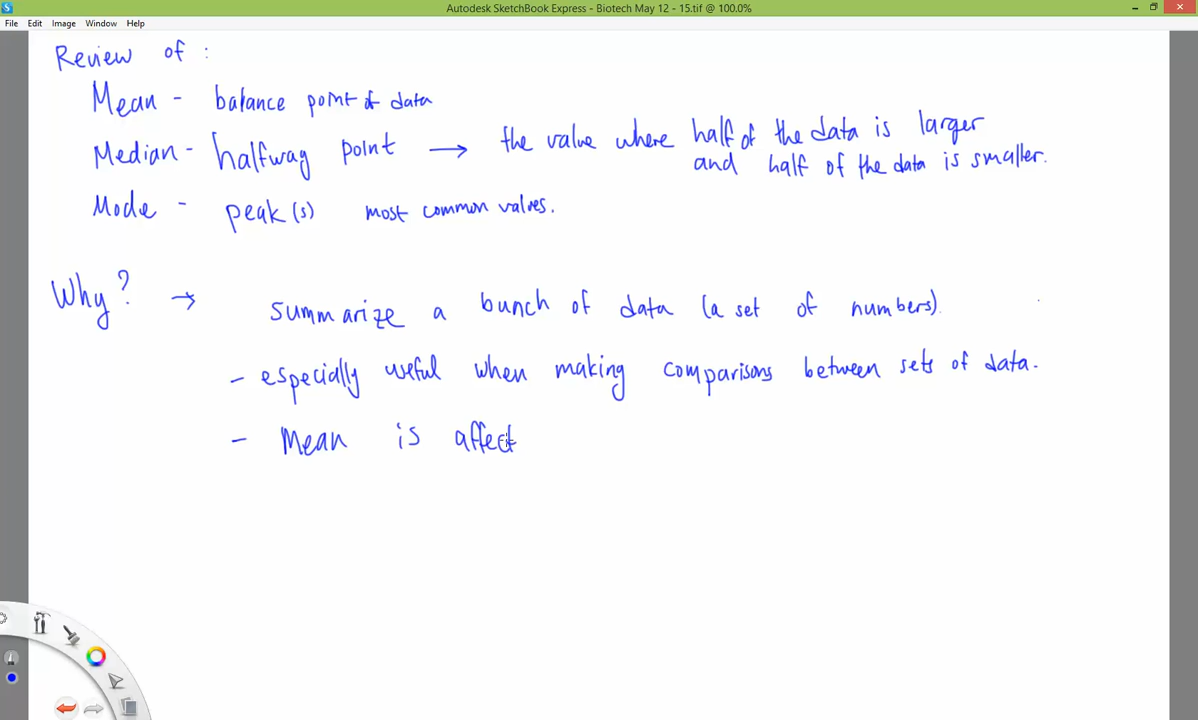 Autodesk SketchBook Express - Biotech May 12 - 15.tif @ 100.0%
File Edit Image Window Help
Review of :
Mean - balance point of data
Median - halfway point → the value where half of the data is larger
and half of the data is smaller.
Mode - peak(s) most common values.
Why? → summarize a bunch of data (a set of numbers).
- especially useful when making comparisons between sets of data.
- Mean is affect